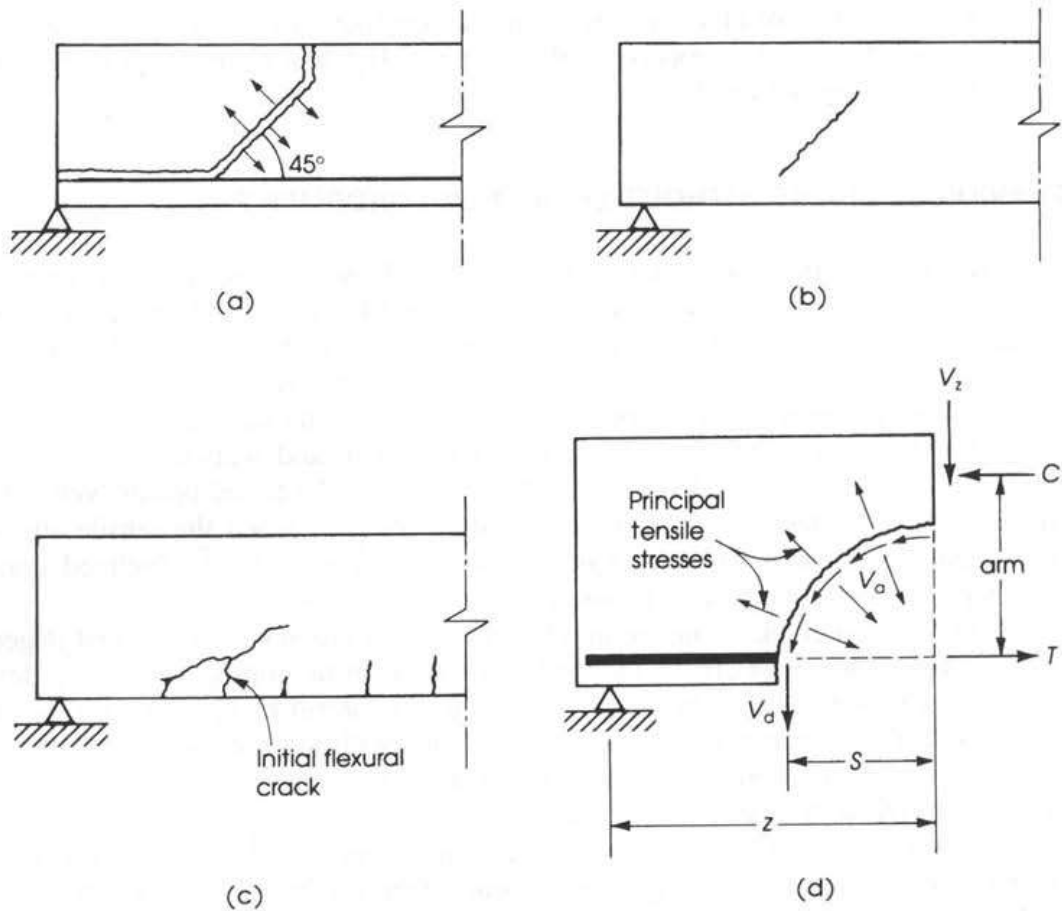 45°
(a)
(b)
Initial flexural
crack
(c)
V_z
C
Principal
tensile
stresses
V_a
arm
T
V_d
S
z
(d)